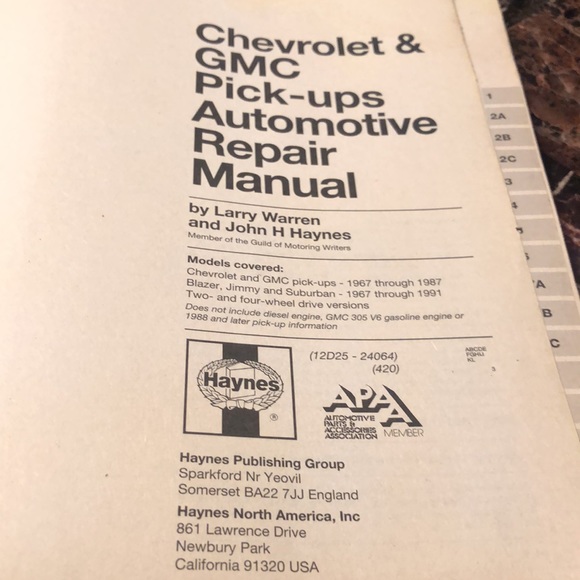 Chevrolet &
GMC
Pick-ups
Automotive
Repair
Manual
by Larry Warren
and John H Haynes
Member of the Guild of Motoring Writers
Models covered:
Chevrolet and GMC pick-ups - 1967 through 1987
Blazer, Jimmy and Suburban - 1967 through 1991
Two- and four-wheel drive versions
Does not include diesel engine, GMC 305 V6 gasoline engine or
1988 and later pick-up information
Haynes
®
(12D25 - 24064)
(420)
ABCDE
FGHIJ
KL
3
APAA
AUTOMOTIVE
PARTS &
ACCESSORIES
ASSOCIATION
MEMBER
Haynes Publishing Group
Sparkford Nr Yeovil
Somerset BA22 7JJ England
Haynes North America, Inc
861 Lawrence Drive
Newbury Park
California 91320 USA
1
2A
2B
2C
3
4
B
C